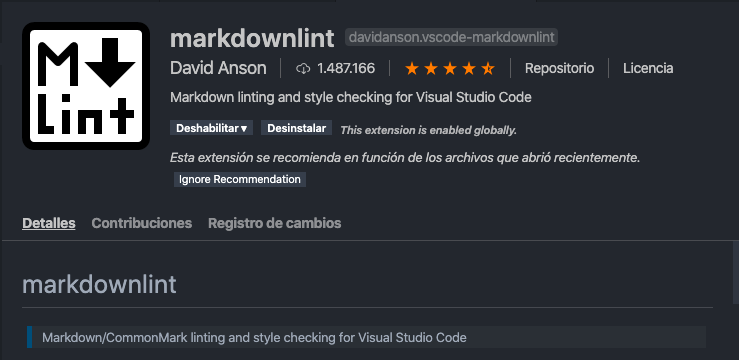 M
Lint
markdownlint davidanson.vscode-markdownlint
David Anson 1.487.166 Repositorio Licencia
Markdown linting and style checking for Visual Studio Code
Deshabilitar▾ Desinstalar This extension is enabled globally.
Esta extensión se recomienda en función de los archivos que abrió recientemente.
Ignore Recommendation
Detalles Contribuciones Registro de cambios
markdownlint
Markdown/CommonMark linting and style checking for Visual Studio Code